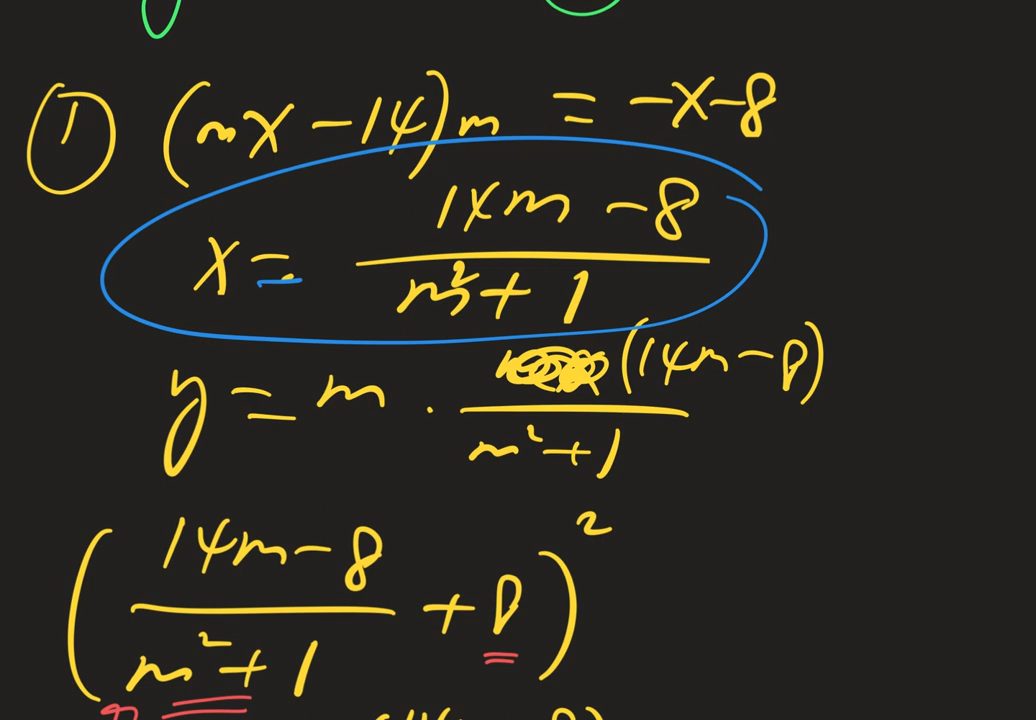 ① (mx-14)m = -x-8
x = (14m-8)/(m²+1)
y = m · (14m-8)/(m²+1)
((14m-8)/(m²+1) + 8)²